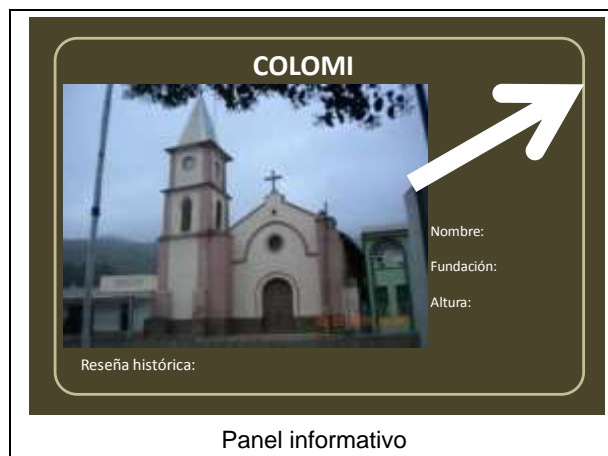 COLOMI
Nombre:
Fundación:
Altura:
Reseña histórica:
Panel informativo